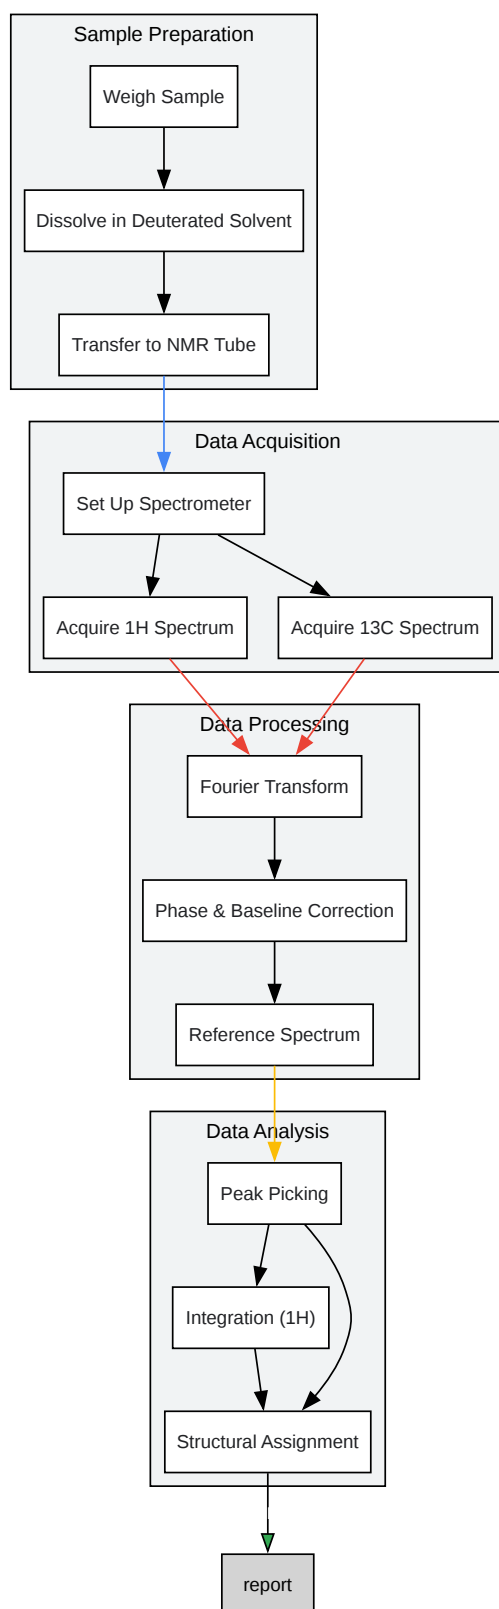 Sample Preparation
Weigh Sample
Dissolve in Deuterated Solvent
Transfer to NMR Tube
Data Acquisition
Set Up Spectrometer
Acquire 1H Spectrum
Acquire 13C Spectrum
Data Processing
Fourier Transform
Phase & Baseline Correction
Reference Spectrum
Data Analysis
Peak Picking
Integration (1H)
Structural Assignment
report